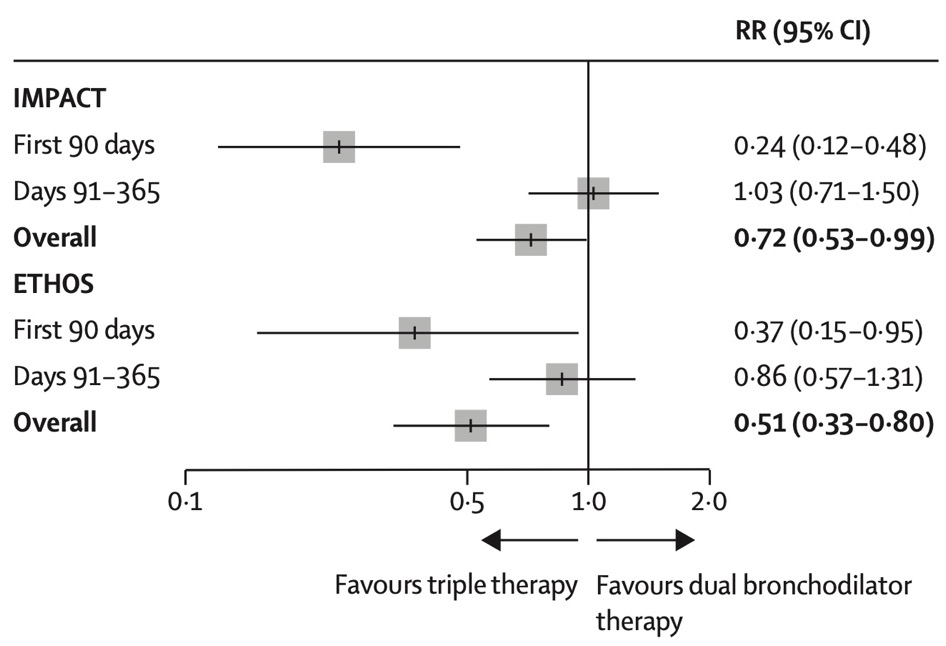 RR (95% CI)
IMPACT
First 90 days 0·24 (0·12–0·48)
Days 91–365 1·03 (0·71–1·50)
Overall 0·72 (0·53–0·99)
ETHOS
First 90 days 0·37 (0·15–0·95)
Days 91–365 0·86 (0·57–1·31)
Overall 0·51 (0·33–0·80)
0·1 0·5 1·0 2·0
Favours triple therapy Favours dual bronchodilator
therapy